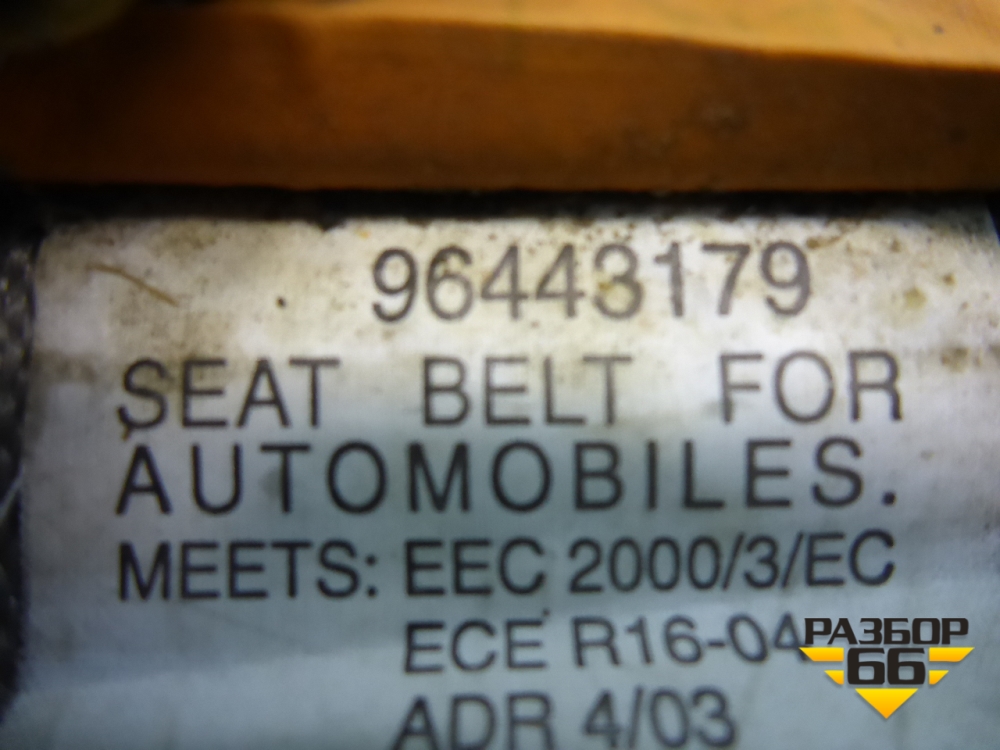 96443179
SEAT BELT FOR
AUTOMOBILES.
MEETS: EEC 2000/3/EC
ECE R16-04
ADR 4/03
РАЗБОР
66